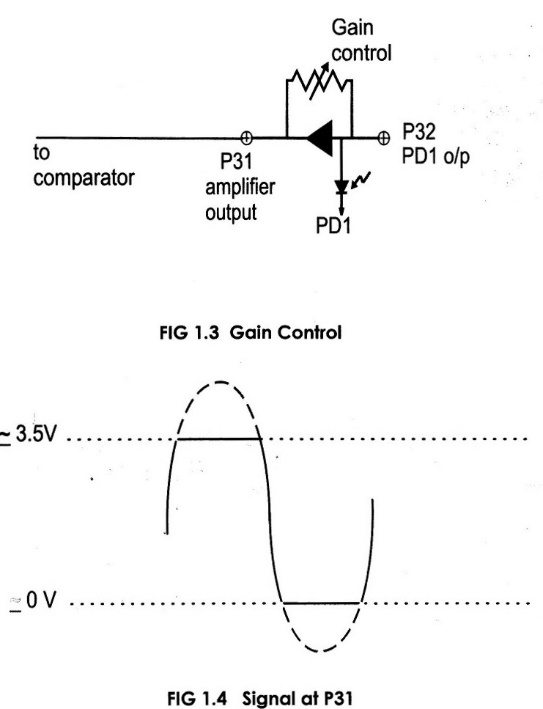 Gain
control
P32
PD1 o/p
to
comparator
P31
amplifier
output
PD1
FIG 1.3 Gain Control
≃ 3.5V
≃ 0 V
FIG 1.4 Signal at P31